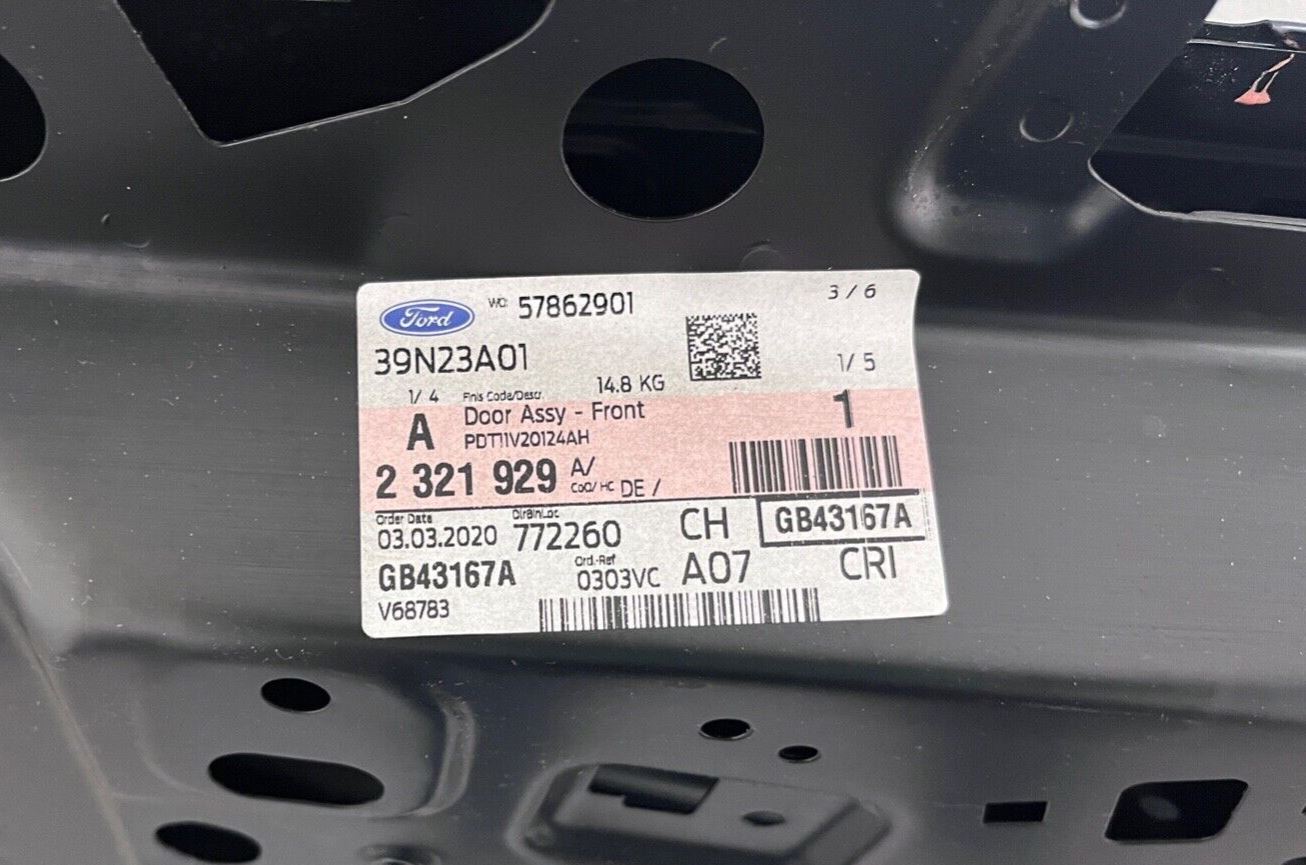 Ford WO: 57862901 3 / 6
39N23A01
1/ 5
1/ 4 Finis Code/Descr. 14.8 KG
A Door Assy - Front 1
PDT11V20124AH
2 321 929 A/ CoO/HC DE /
Order Date DlrBinLoc
03.03.2020 772260 CH GB43167A
GB43167A Ord.-Ref 0303VC A07 CRI
V68783